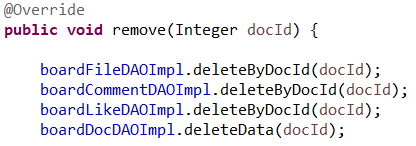 @Override
public void remove(Integer docId) {
boardFileDAOImpl.deleteByDocId(docId);
boardCommentDAOImpl.deleteByDocId(docId);
boardLikeDAOImpl.deleteByDocId(docId);
boardDocDAOImpl.deleteData(docId);